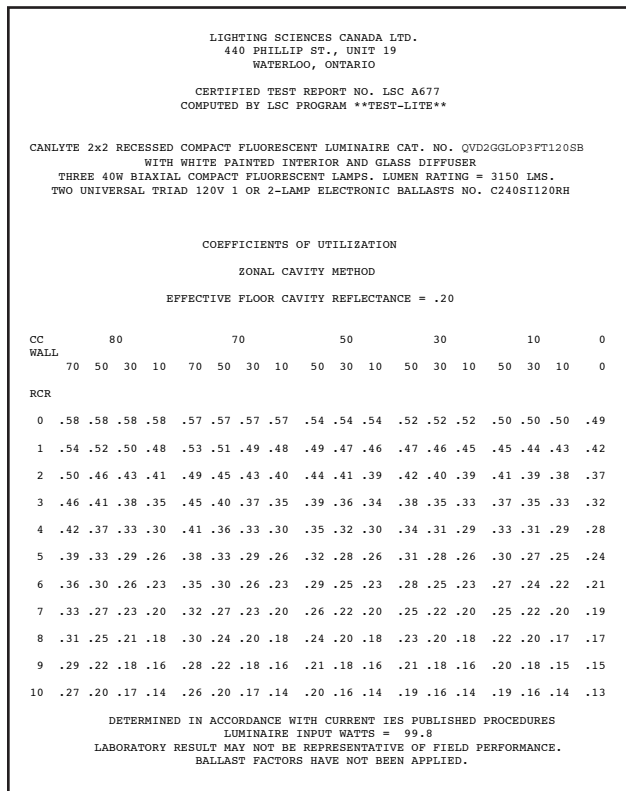 LIGHTING SCIENCES CANADA LTD.
440 PHILLIP ST., UNIT 19
WATERLOO, ONTARIO
CERTIFIED TEST REPORT NO. LSC A677
COMPUTED BY LSC PROGRAM **TEST-LITE**
CANLYTE 2x2 RECESSED COMPACT FLUORESCENT LUMINAIRE CAT. NO. QVD2GGLOP3FT120SB
WITH WHITE PAINTED INTERIOR AND GLASS DIFFUSER
THREE 40W BIAXIAL COMPACT FLUORESCENT LAMPS. LUMEN RATING = 3150 LMS.
TWO UNIVERSAL TRIAD 120V 1 OR 2-LAMP ELECTRONIC BALLASTS NO. C240SI120RH
COEFFICIENTS OF UTILIZATION
ZONAL CAVITY METHOD
EFFECTIVE FLOOR CAVITY REFLECTANCE = .20
CC 80 70 50 30 10 0
WALL
70 50 30 10 70 50 30 10 50 30 10 50 30 10 50 30 10 0
RCR
0 .58 .58 .58 .58 .57 .57 .57 .57 .54 .54 .54 .52 .52 .52 .50 .50 .50 .49
1 .54 .52 .50 .48 .53 .51 .49 .48 .49 .47 .46 .47 .46 .45 .45 .44 .43 .42
2 .50 .46 .43 .41 .49 .45 .43 .40 .44 .41 .39 .42 .40 .39 .41 .39 .38 .37
3 .46 .41 .38 .35 .45 .40 .37 .35 .39 .36 .34 .38 .35 .33 .37 .35 .33 .32
4 .42 .37 .33 .30 .41 .36 .33 .30 .35 .32 .30 .34 .31 .29 .33 .31 .29 .28
5 .39 .33 .29 .26 .38 .33 .29 .26 .32 .28 .26 .31 .28 .26 .30 .27 .25 .24
6 .36 .30 .26 .23 .35 .30 .26 .23 .29 .25 .23 .28 .25 .23 .27 .24 .22 .21
7 .33 .27 .23 .20 .32 .27 .23 .20 .26 .22 .20 .25 .22 .20 .25 .22 .20 .19
8 .31 .25 .21 .18 .30 .24 .20 .18 .24 .20 .18 .23 .20 .18 .22 .20 .17 .17
9 .29 .22 .18 .16 .28 .22 .18 .16 .21 .18 .16 .21 .18 .16 .20 .18 .15 .15
10 .27 .20 .17 .14 .26 .20 .17 .14 .20 .16 .14 .19 .16 .14 .19 .16 .14 .13
DETERMINED IN ACCORDANCE WITH CURRENT IES PUBLISHED PROCEDURES
LUMINAIRE INPUT WATTS = 99.8
LABORATORY RESULT MAY NOT BE REPRESENTATIVE OF FIELD PERFORMANCE.
BALLAST FACTORS HAVE NOT BEEN APPLIED.